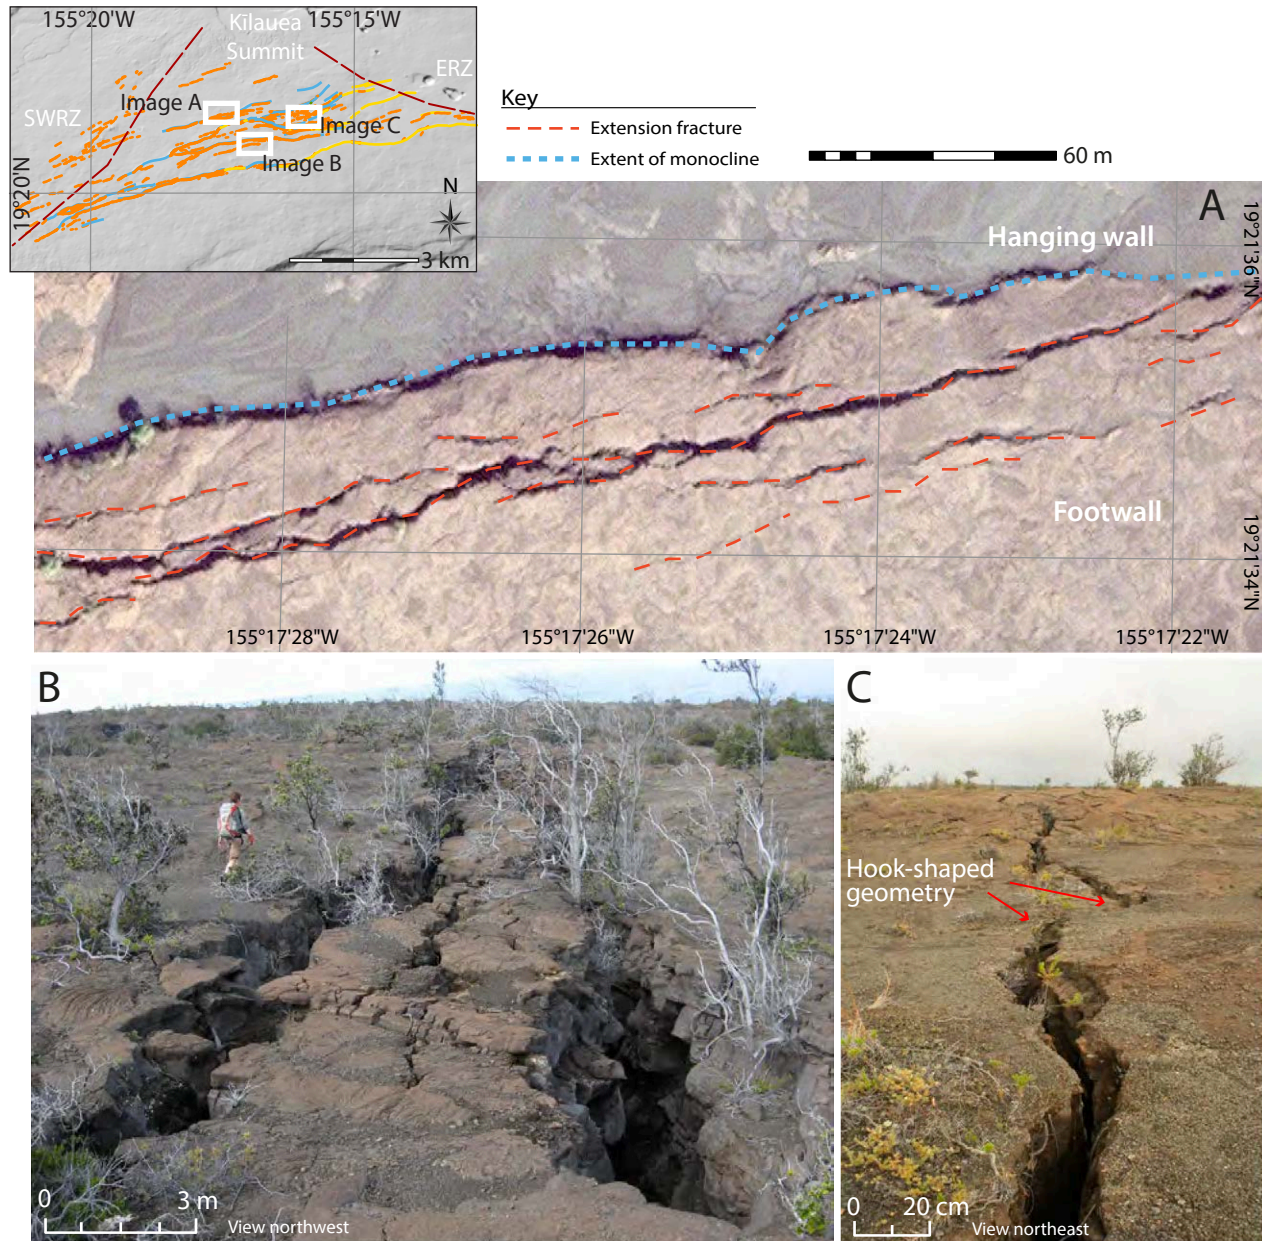 155°20'W
155°15'W
Kīlauea
Summit
ERZ
SWRZ
Image A
Image C
Image B
19°20'N
N
3 km
Key
Extension fracture
Extent of monocline
60 m
A
Hanging wall
19°21'36"N
Footwall
19°21'34"N
155°17'28"W
155°17'26"W
155°17'24"W
155°17'22"W
B
0
3 m
View northwest
C
Hook-shaped
geometry
0
20 cm
View northeast